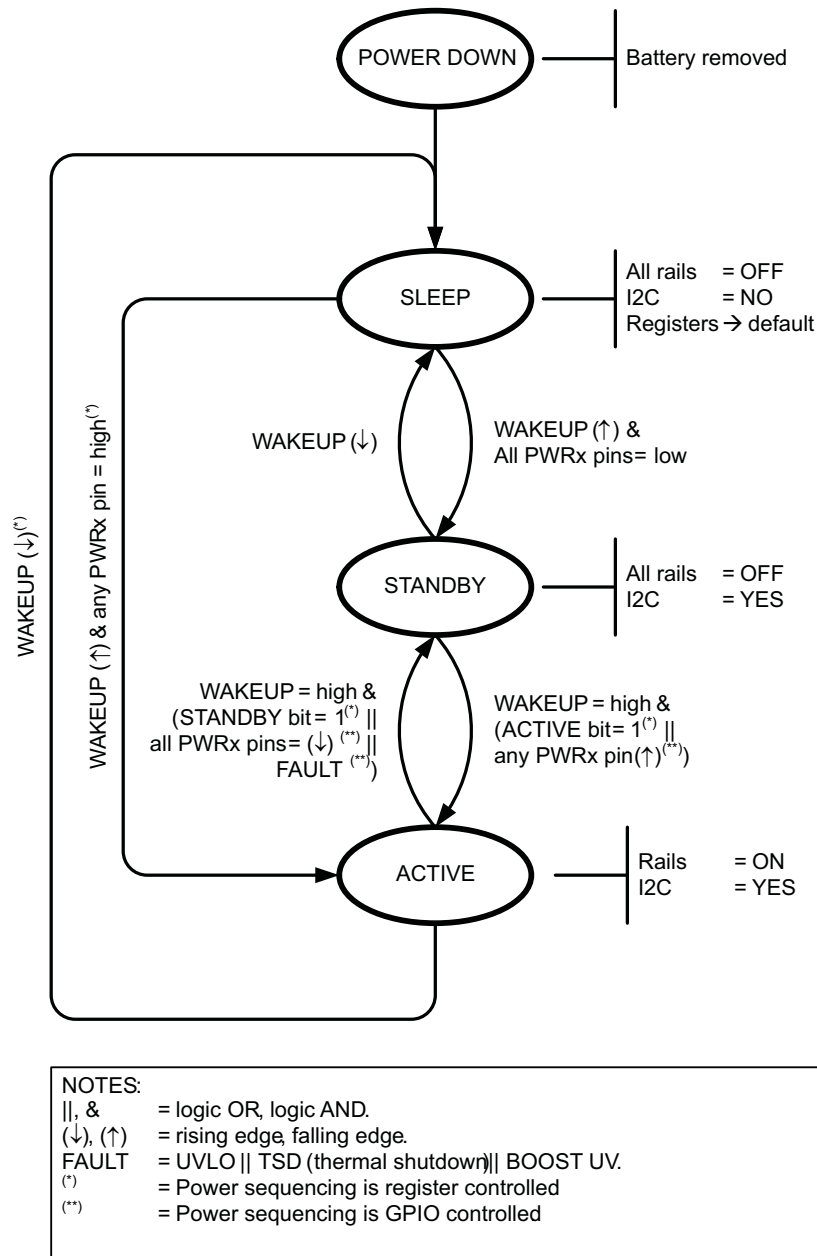 POWER DOWN
Battery removed
SLEEP
All rails = OFF
I2C = NO
Registers → default
WAKEUP (↓)
WAKEUP (↑) &
All PWRx pins= low
WAKEUP (↓)(*)
WAKEUP (↑) & any PWRx pin = high(*)
STANDBY
All rails = OFF
I2C = YES
WAKEUP = high &
(STANDBY bit= 1(*) ||
all PWRx pins= (↓) (**) ||
FAULT (**))
WAKEUP = high &
(ACTIVE bit= 1(*) ||
any PWRx pin(↑)(**))
ACTIVE
Rails = ON
I2C = YES
NOTES:
||, & = logic OR, logic AND.
(↓), (↑) = rising edge, falling edge.
FAULT = UVLO || TSD (thermal shutdown)|| BOOST UV.
(*) = Power sequencing is register controlled
(**) = Power sequencing is GPIO controlled